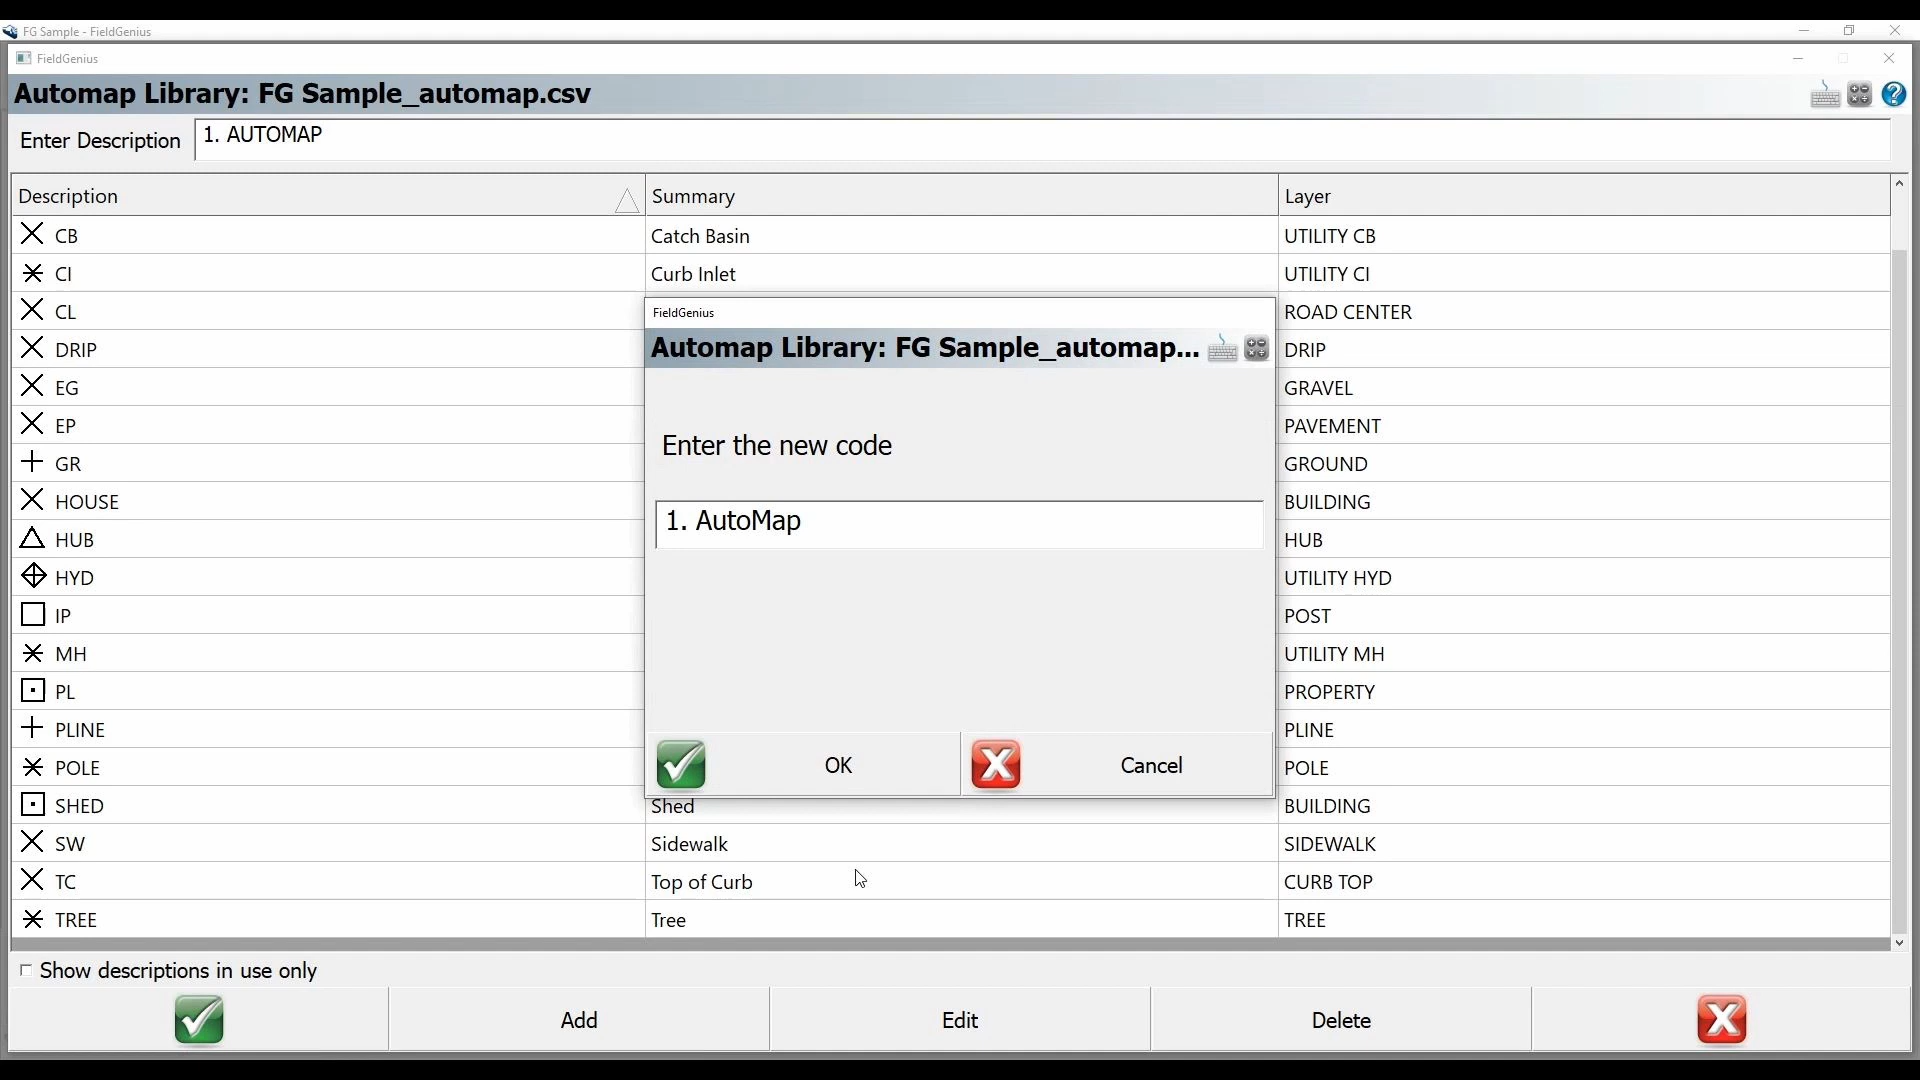 FG Sample - FieldGenius
FieldGenius
Automap Library: FG Sample_automap.csv
Enter Description 1. AUTOMAP
Description Summary Layer
CB Catch Basin UTILITY CB
CI Curb Inlet UTILITY CI
CL ROAD CENTER
DRIP DRIP
EG GRAVEL
EP PAVEMENT
GR GROUND
HOUSE BUILDING
HUB HUB
HYD UTILITY HYD
IP POST
MH UTILITY MH
PL PROPERTY
PLINE PLINE
POLE POLE
SHED Shed BUILDING
SW Sidewalk SIDEWALK
TC Top of Curb CURB TOP
TREE Tree TREE
FieldGenius
Automap Library: FG Sample_automap...
Enter the new code
1. AutoMap
OK Cancel
Show descriptions in use only
Add Edit Delete